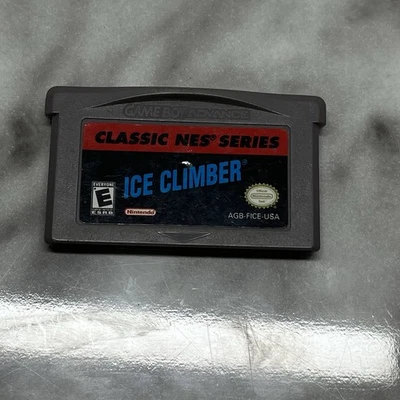 GAME BOY ADVANCE
CLASSIC NES® SERIES
ICE CLIMBER®
EVERYONE
E
ESRB
Nintendo
AGB-FICE-USA